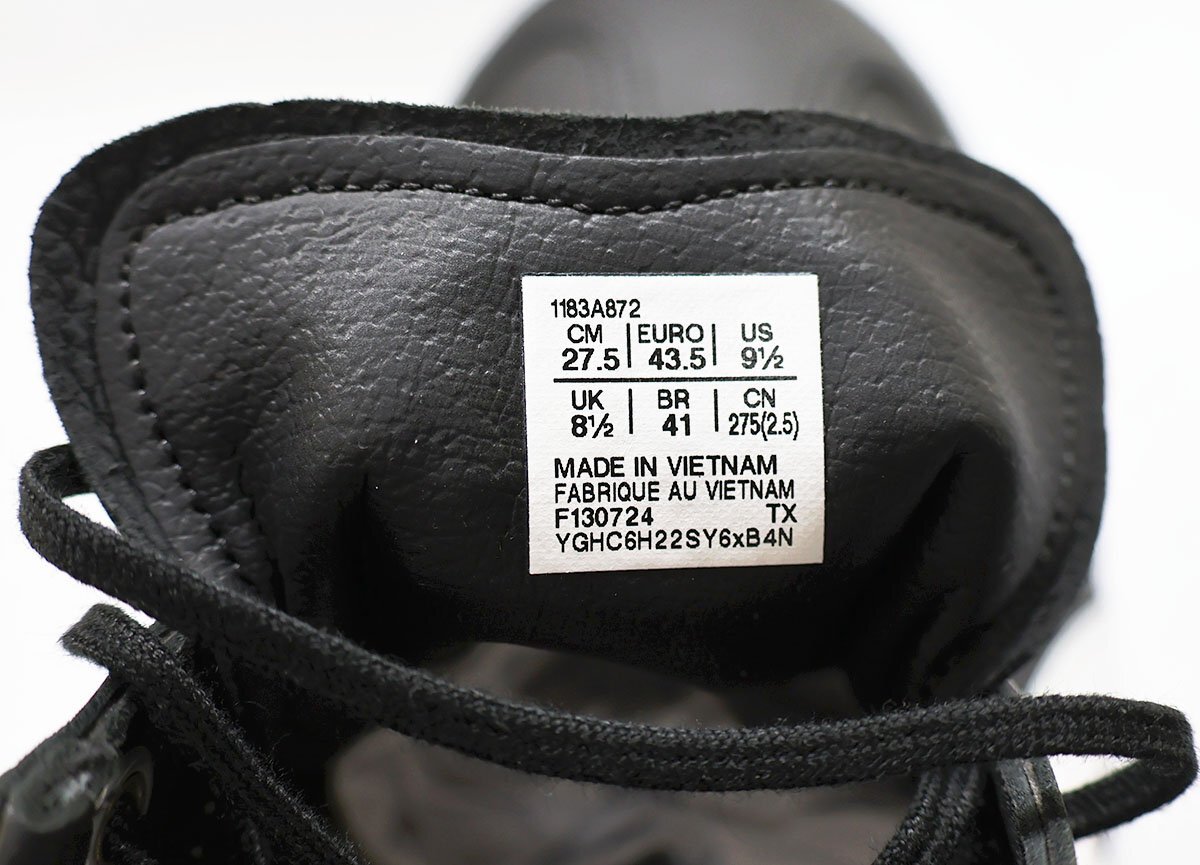 1183A872
CM | EURO | US
27.5 | 43.5 | 9½
UK | BR | CN
8½ | 41 | 275(2.5)
MADE IN VIETNAM
FABRIQUE AU VIETNAM
F130724 TX
YGHC6H22SY6xB4N